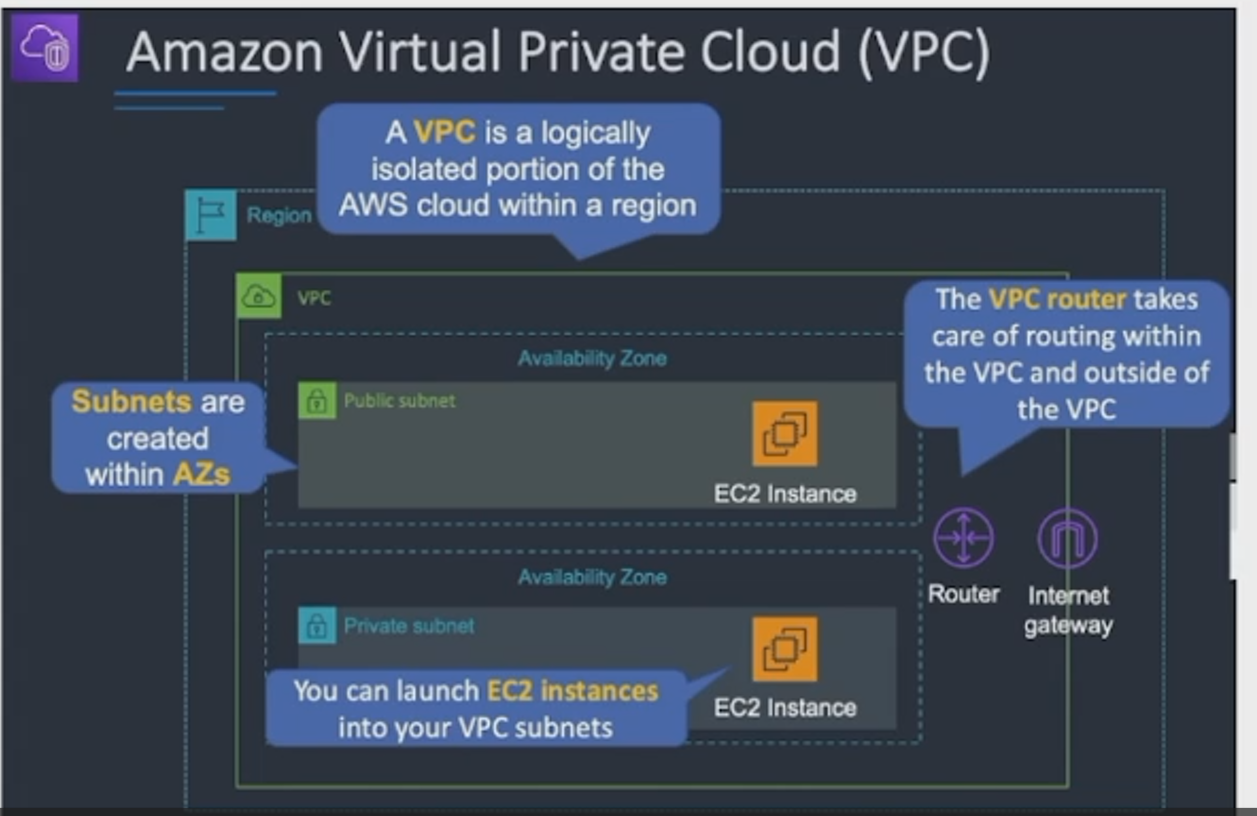 Amazon Virtual Private Cloud (VPC)
A VPC is a logically
isolated portion of the
AWS cloud within a region
Region
VPC
The VPC router takes
care of routing within
the VPC and outside of
the VPC
Availability Zone
Subnets are
created
within AZs
Public subnet
EC2 Instance
Router
Internet
gateway
Availability Zone
Private subnet
You can launch EC2 instances
into your VPC subnets
EC2 Instance